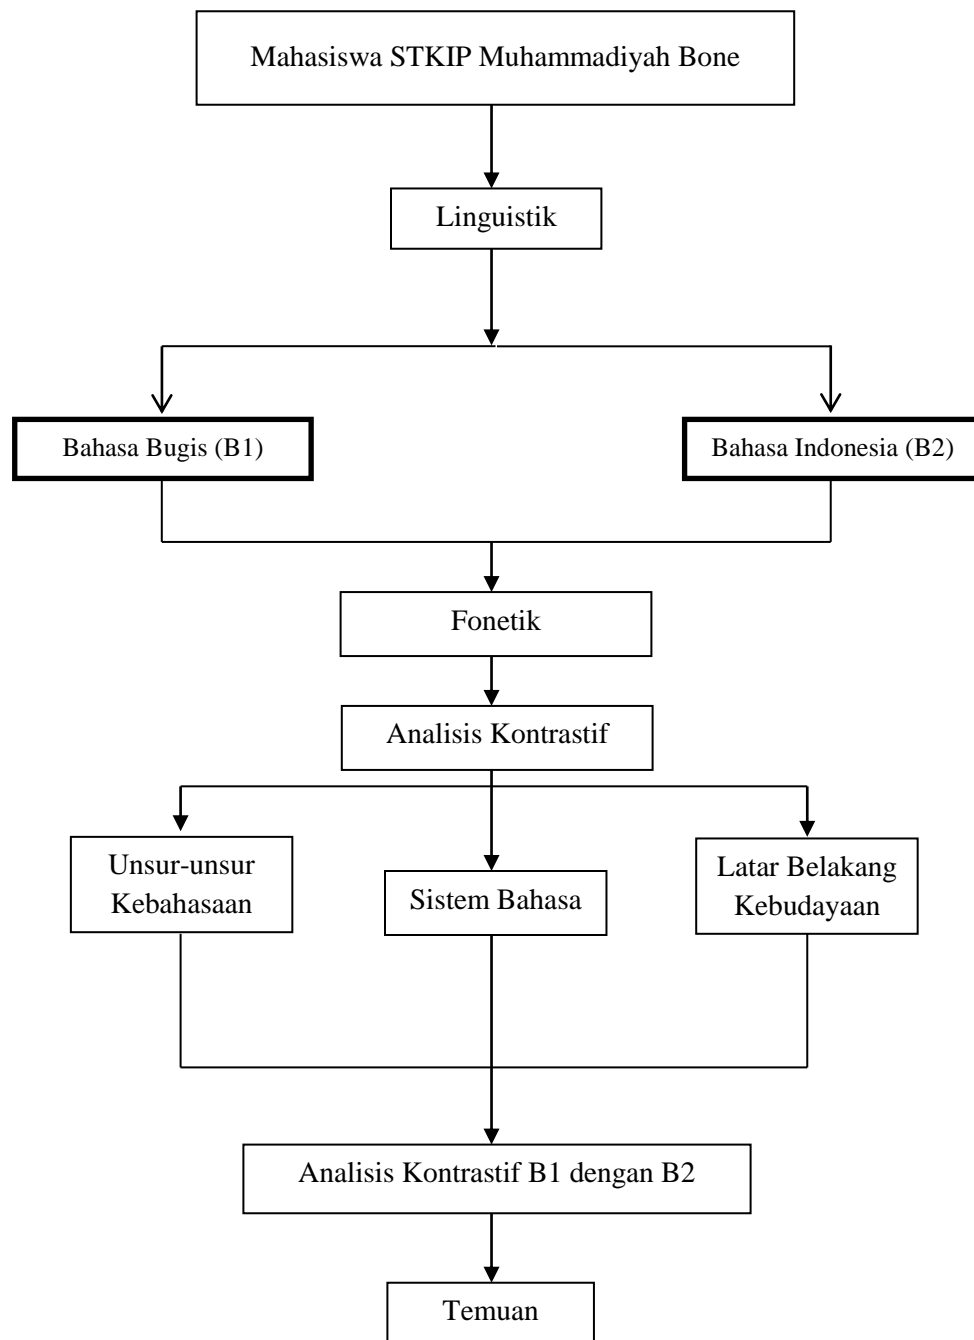 Mahasiswa STKIP Muhammadiyah Bone
Linguistik
Bahasa Bugis (B1)
Bahasa Indonesia (B2)
Fonetik
Analisis Kontrastif
Unsur-unsur
Kebahasaan
Sistem Bahasa
Latar Belakang
Kebudayaan
Analisis Kontrastif B1 dengan B2
Temuan